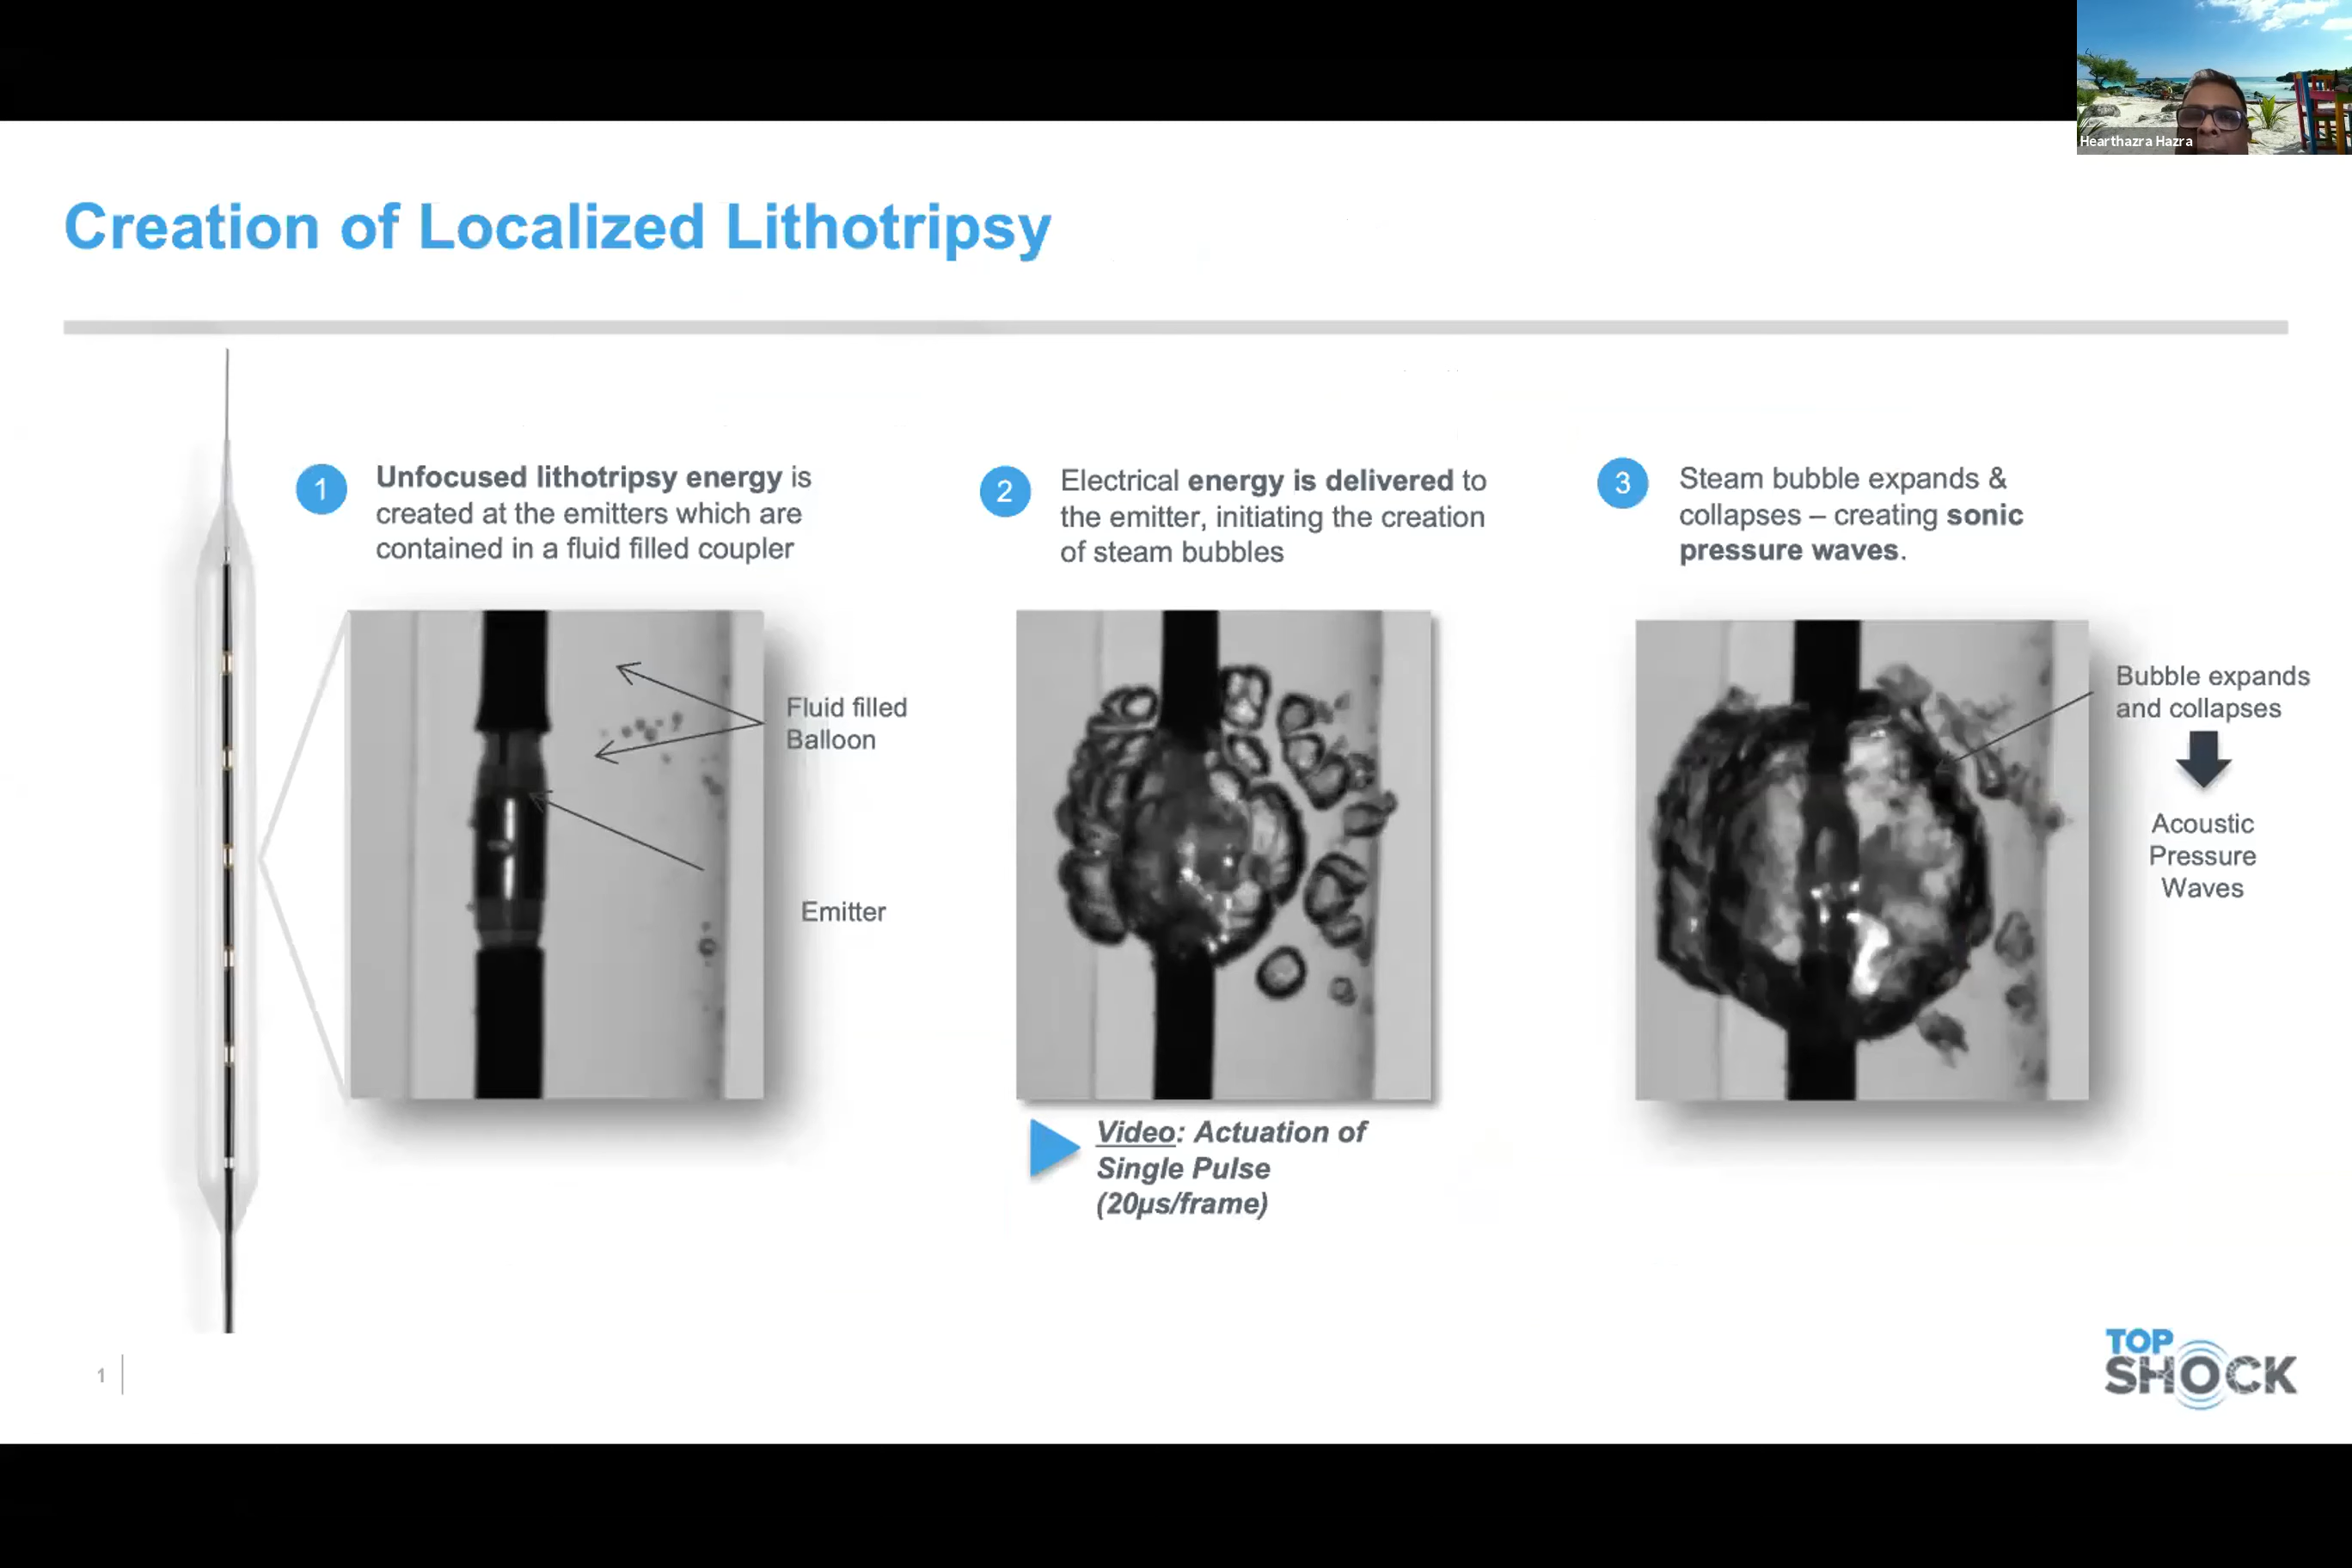 Hearthazra Hazra
Creation of Localized Lithotripsy
1
Unfocused lithotripsy energy is
created at the emitters which are
contained in a fluid filled coupler
Fluid filled
Balloon
Emitter
2
Electrical energy is delivered to
the emitter, initiating the creation
of steam bubbles
Video: Actuation of
Single Pulse
(20μs/frame)
3
Steam bubble expands &
collapses – creating sonic
pressure waves.
Bubble expands
and collapses
Acoustic
Pressure
Waves
1
TOP
SHOCK